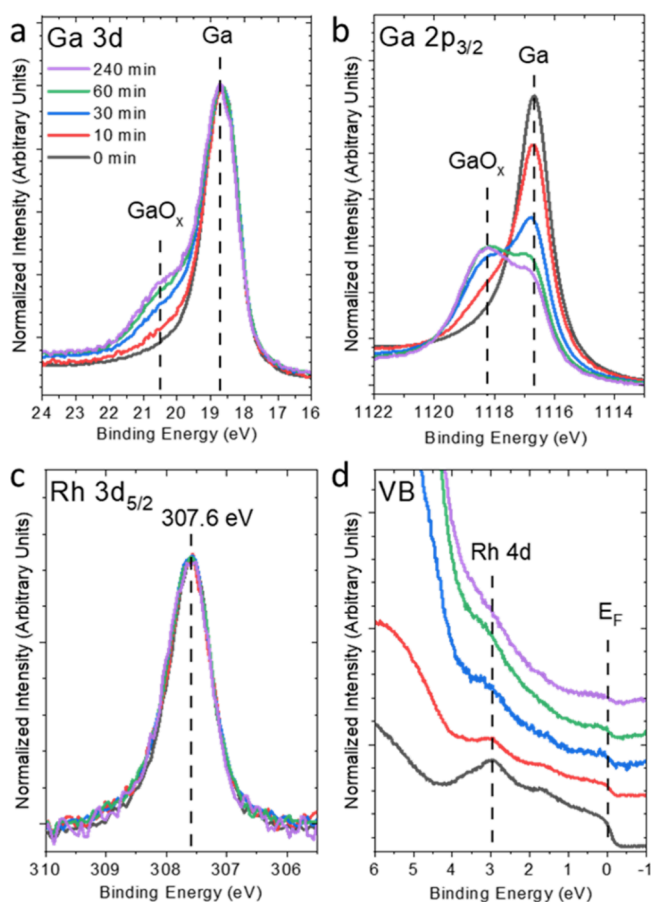 a Ga 3d
Ga
240 min
60 min
30 min
10 min
0 min
GaOₓ
Normalized Intensity (Arbitrary Units)
24 23 22 21 20 19 18 17 16
Binding Energy (eV)
b Ga 2p₃/₂
Ga
GaOₓ
Normalized Intensity (Arbitrary Units)
1122 1120 1118 1116 1114
Binding Energy (eV)
c Rh 3d₅/₂
307.6 eV
Normalized Intensity (Arbitrary Units)
310 309 308 307 306
Binding Energy (eV)
d VB
Rh 4d
E_F
Normalized Intensity (Arbitrary Units)
6 5 4 3 2 1 0 -1
Binding Energy (eV)